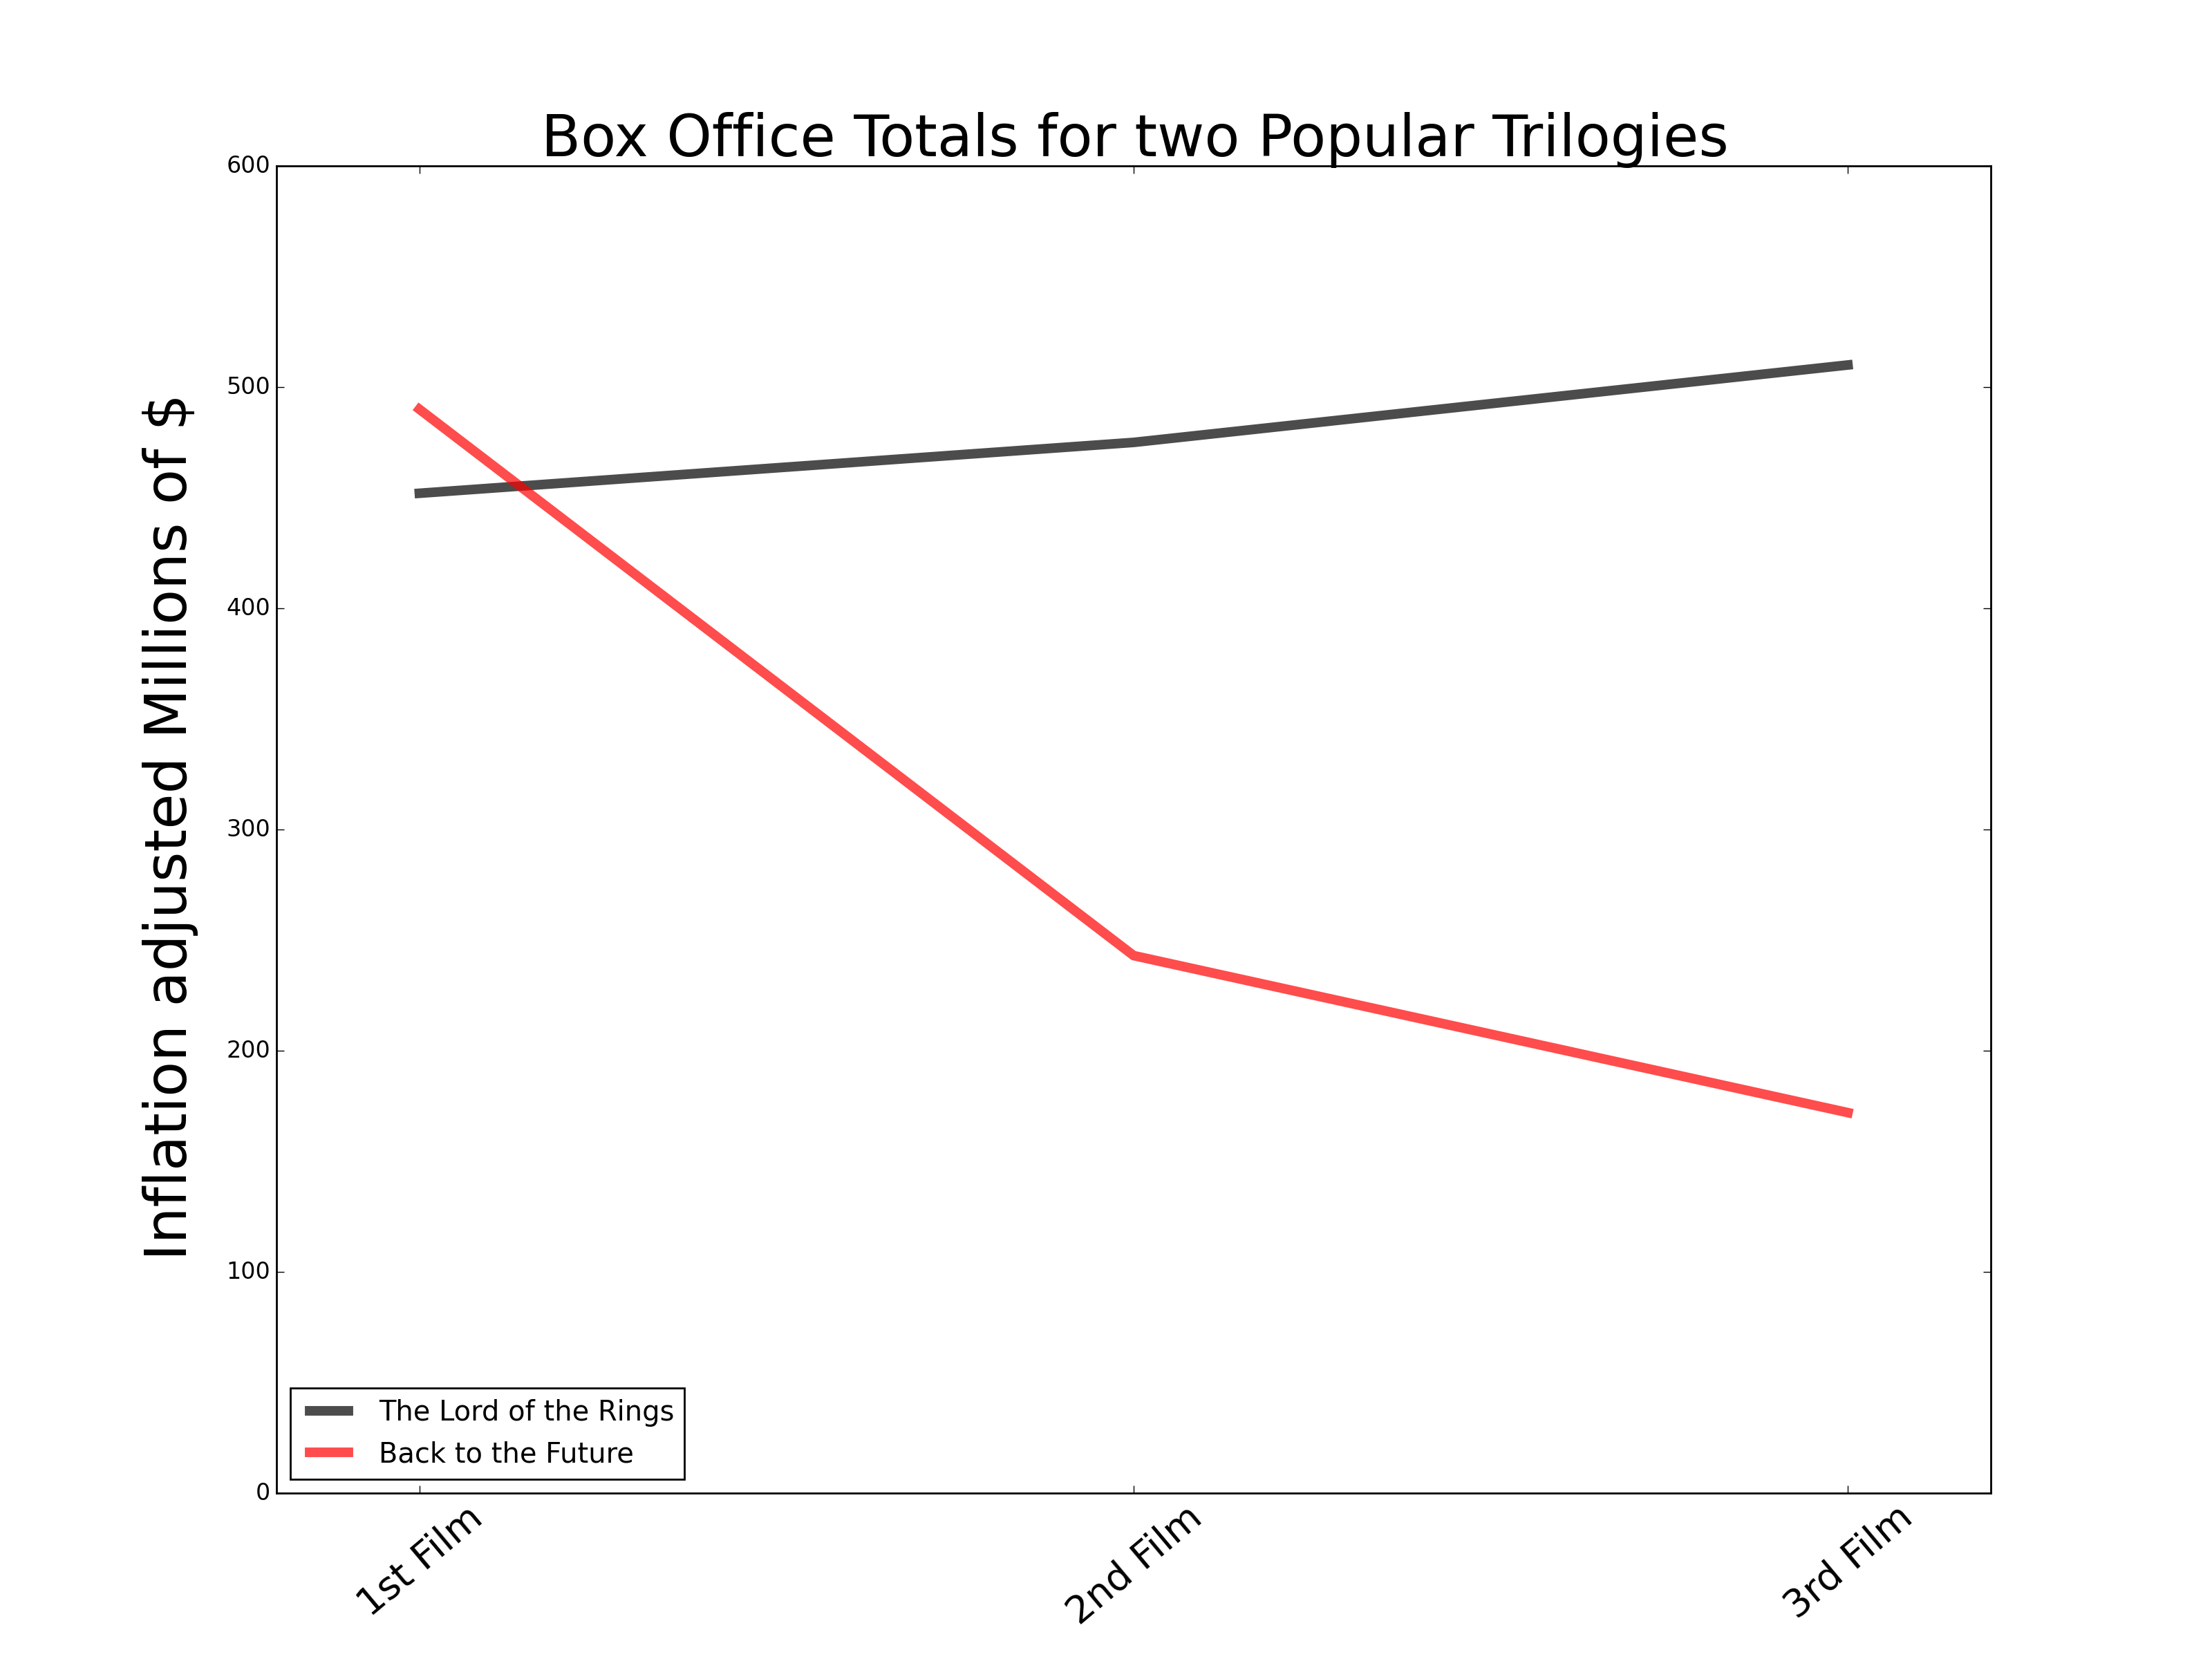 Box Office Totals for two Popular Trilogies
Inflation adjusted Millions of $
600
500
400
300
200
100
0
The Lord of the Rings
Back to the Future
1st Film
2nd Film
3rd Film